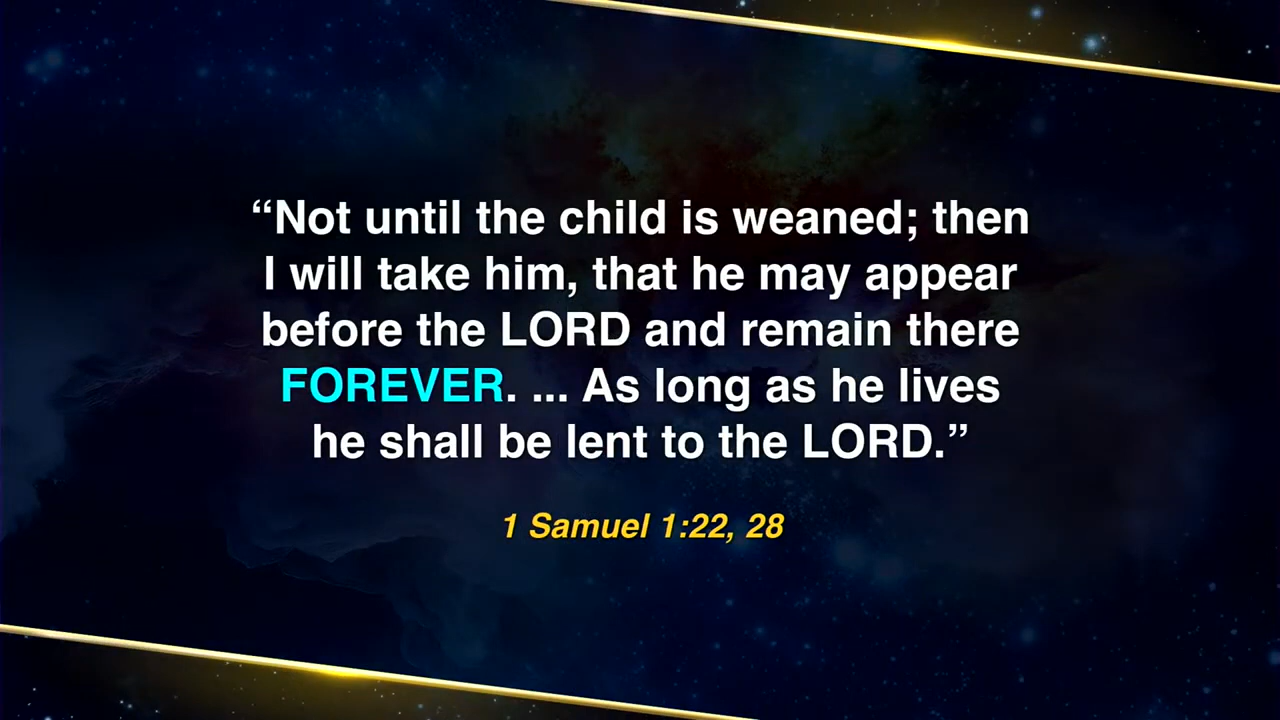 “Not until the child is weaned; then
I will take him, that he may appear
before the LORD and remain there
FOREVER. ... As long as he lives
he shall be lent to the LORD.”
1 Samuel 1:22, 28